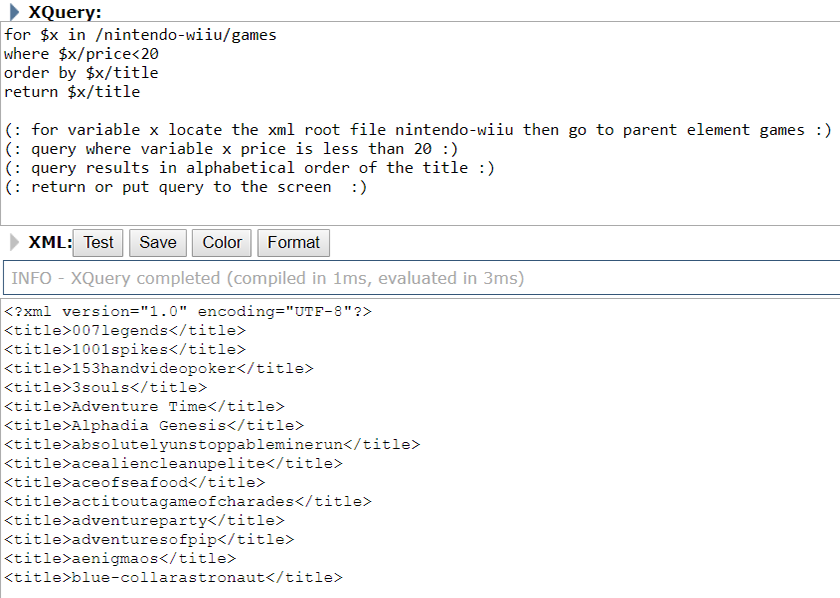 XQuery:
for $x in /nintendo-wiiu/games
where $x/price<20
order by $x/title
return $x/title
(: for variable x locate the xml root file nintendo-wiiu then go to parent element games :)
(: query where variable x price is less than 20 :)
(: query results in alphabetical order of the title :)
(: return or put query to the screen  :)
XML: Test Save Color Format
INFO - XQuery completed (compiled in 1ms, evaluated in 3ms)
<?xml version="1.0" encoding="UTF-8"?>
<title>007legends</title>
<title>1001spikes</title>
<title>153handvideopoker</title>
<title>3souls</title>
<title>Adventure Time</title>
<title>Alphadia Genesis</title>
<title>absolutelyunstoppableminerun</title>
<title>acealiencleanupelite</title>
<title>aceofseafood</title>
<title>actitoutagameofcharades</title>
<title>adventureparty</title>
<title>adventuresofpip</title>
<title>aenigmaos</title>
<title>blue-collarastronaut</title>